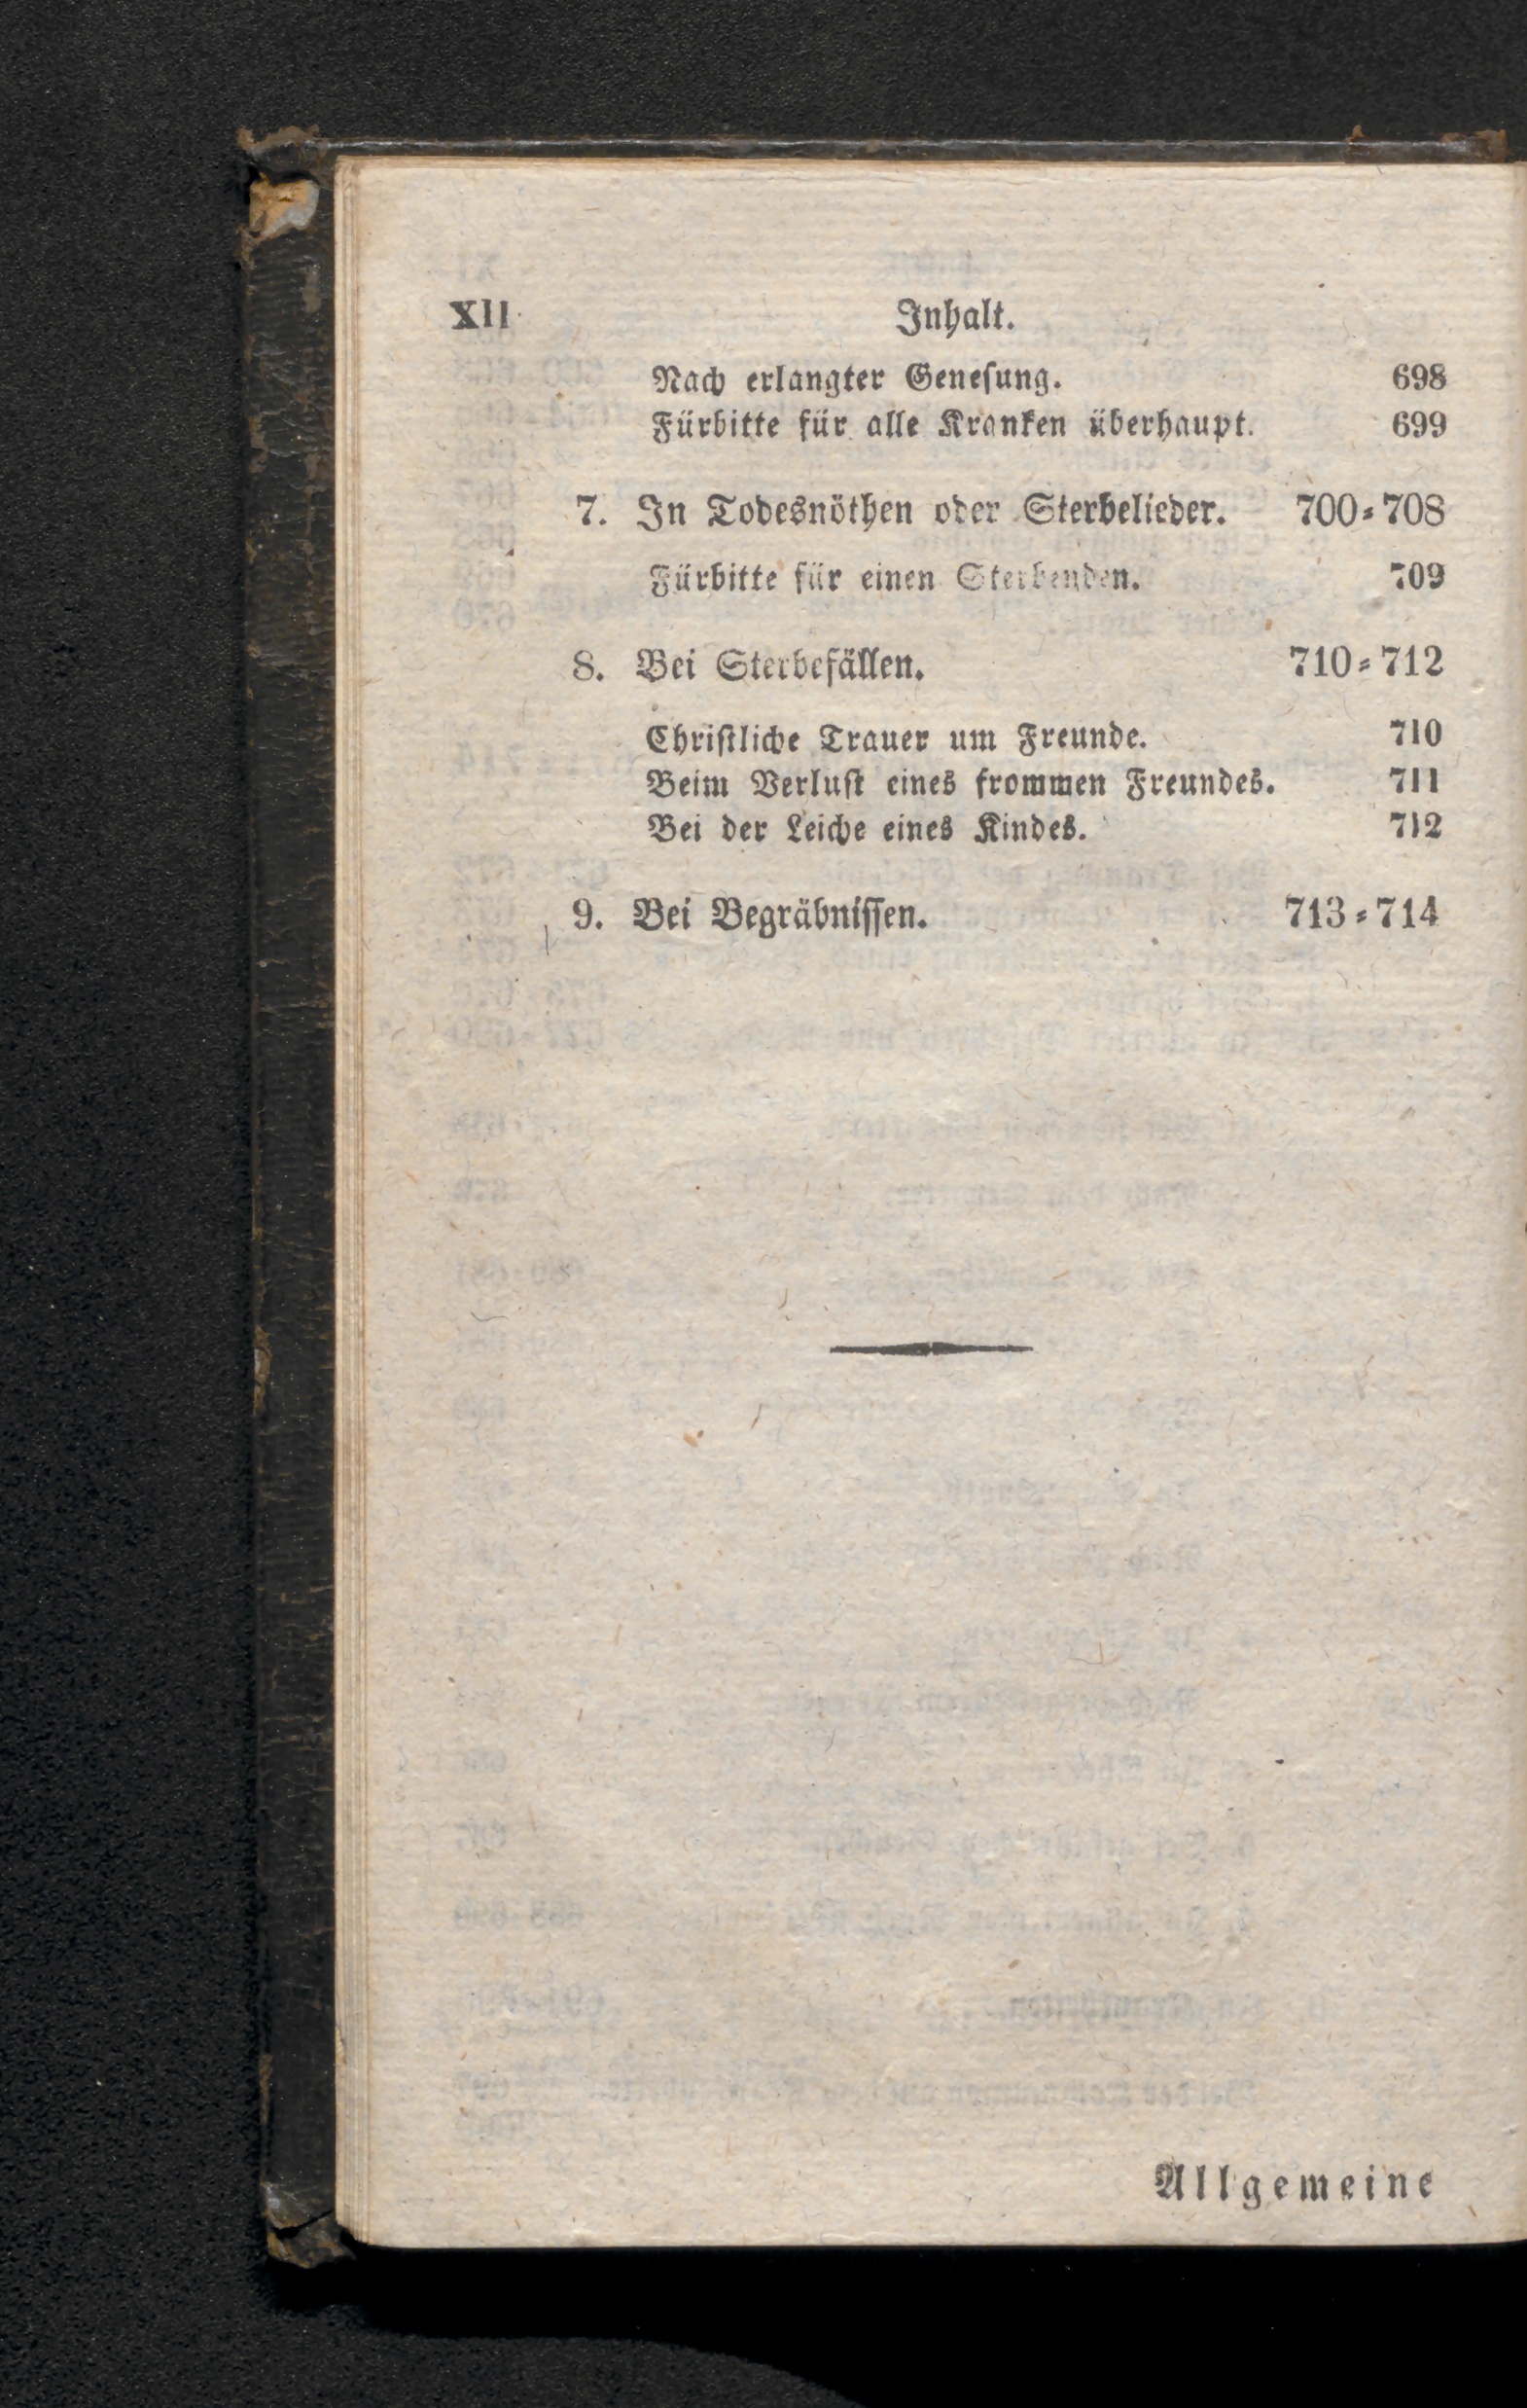 XII Inhalt.
Nach erlangter Geneſung. 698
Fürbitte für alle Kranken überhaupt. 699
7. In Todesnöthen oder Sterbelieder. 700⸗708
Fürbitte für einen Sterbenden. 709
8. Bei Sterbefällen. 710⸗712
Chriſtliche Trauer um Freunde. 710
Beim Verluſt eines frommen Freundes. 711
Bei der Leiche eines Kindes. 712
9. Bei Begräbniſſen. 713⸗714
Allgemeine